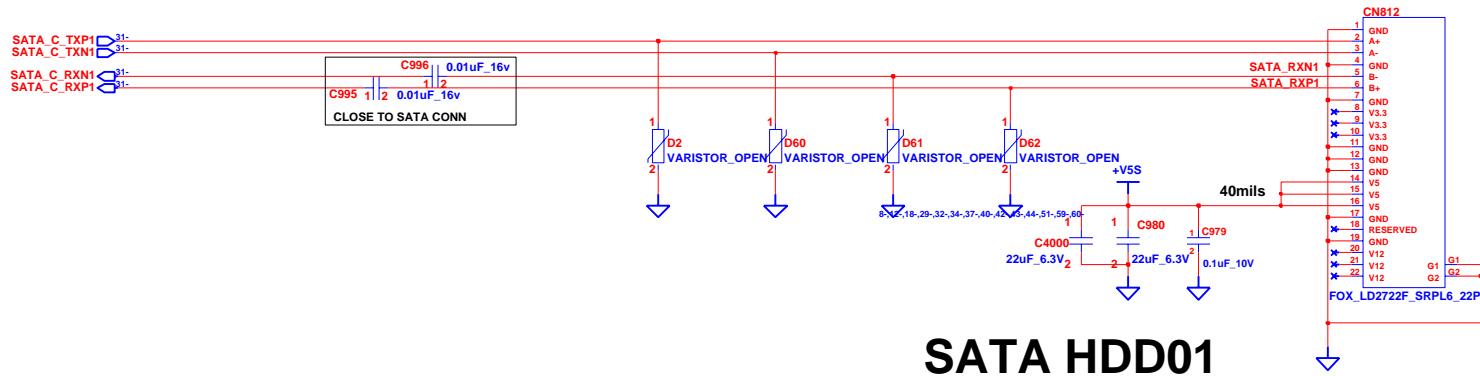 CN812
SATA_C_TXP1 31-
SATA_C_TXN1 31-
SATA_C_RXN1 31-
SATA_C_RXP1 31-
C996 0.01uF_16v
1 2
C995 1 2 0.01uF_16v
CLOSE TO SATA CONN
SATA_RXN1
SATA_RXP1
1 GND
2 A+
3 A-
4 GND
5 B-
6 B+
7 GND
8 V3.3
9 V3.3
10 V3.3
11 GND
12 GND
13 GND
14 V5
15 V5
16 V5
17 GND
18 RESERVED
19 GND
20 V12
21 V12
22 V12
G1 G1
G2 G2
FOX_LD2722F_SRPL6_22P
1 D2 2 VARISTOR_OPEN
1 D60 2 VARISTOR_OPEN
1 D61 2 VARISTOR_OPEN
1 D62 2 VARISTOR_OPEN
+V5S
40mils
1 C4000 22uF_6.3V 2
1 C980 22uF_6.3V 2
1 C979 2 0.1uF_10V
SATA HDD01